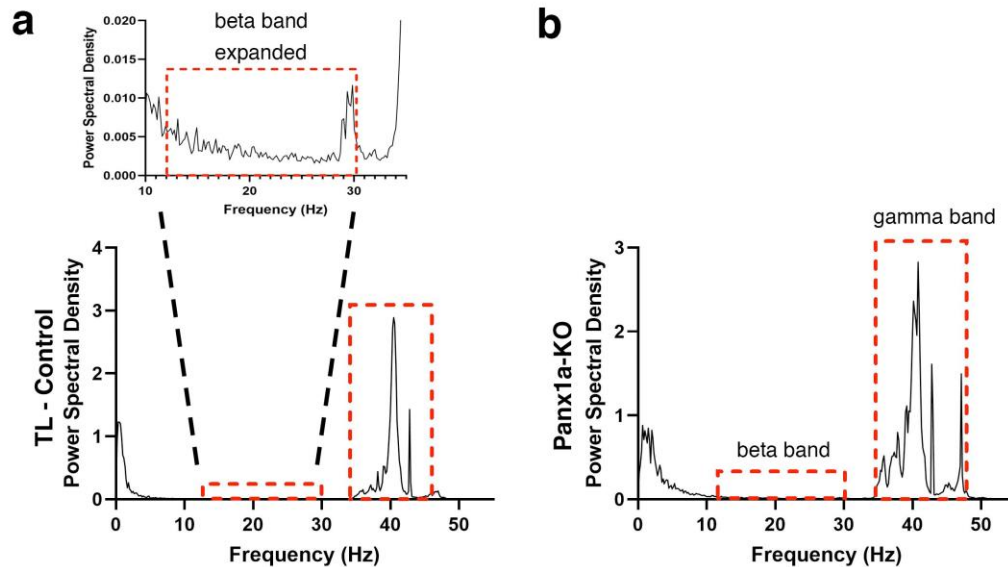 a
beta band
expanded
Power Spectral Density
0.020
0.015
0.010
0.005
0.000
10 20 30
Frequency (Hz)
TL - Control
Power Spectral Density
4
3
2
1
0
0 10 20 30 40 50
Frequency (Hz)
b
gamma band
Panx1a-KO
Power Spectral Density
3
2
1
0
beta band
0 10 20 30 40 50
Frequency (Hz)